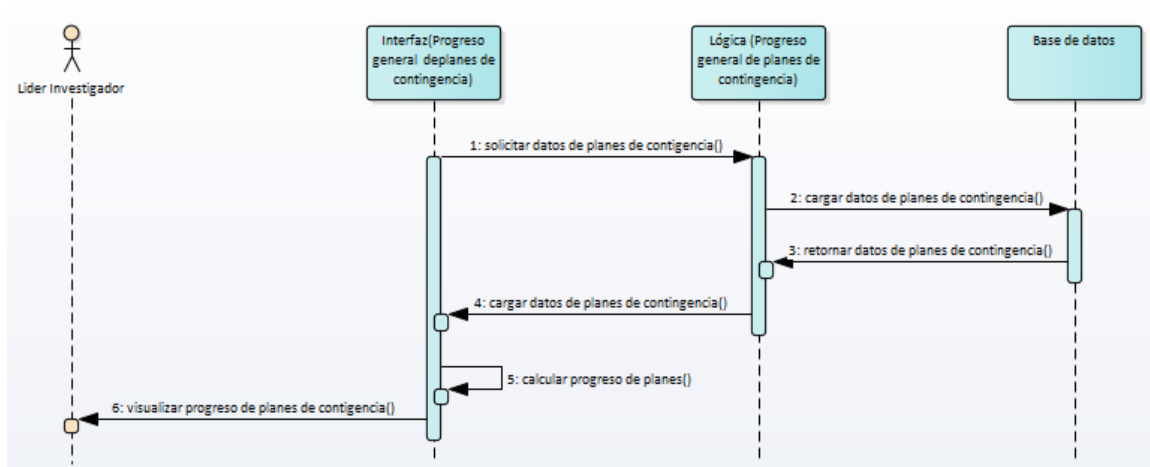 Interfaz(Progreso
general deplanes de
contingencia)
Lógica (Progreso
general de planes de
contingencia)
Base de datos
Lider Investigador
1: solicitar datos de planes de contigencia()
2: cargar datos de planes de contingencia()
3: retornar datos de planes de contingencia()
4: cargar datos de planes de contingencia()
5: calcular progreso de planes()
6: visualizar progreso de planes de contigencia()